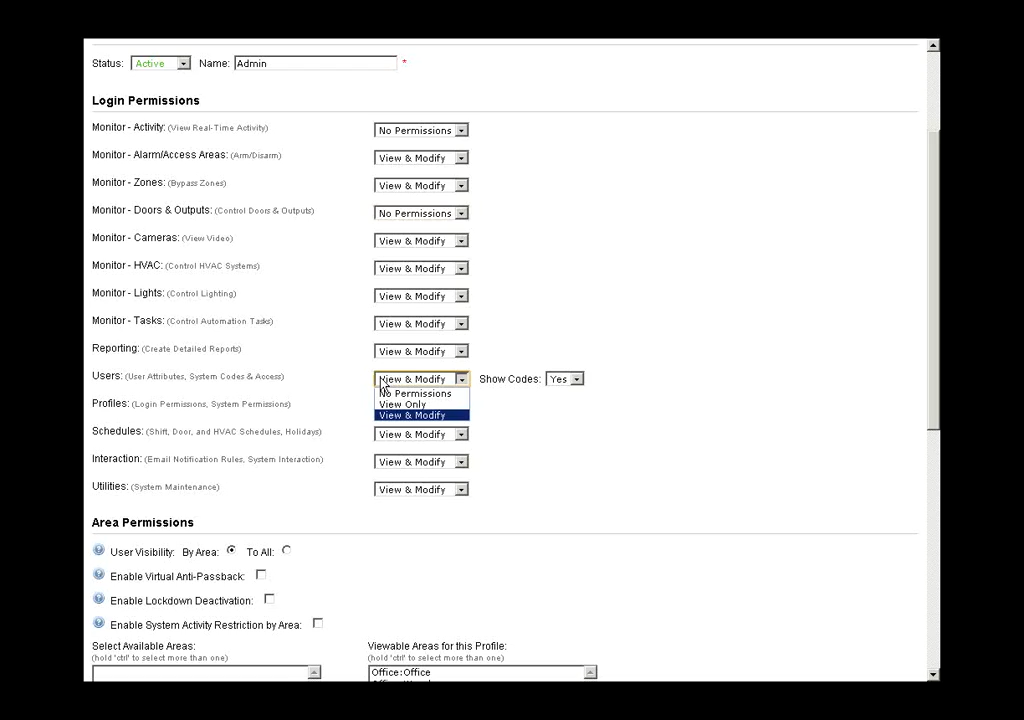 Status: Active Name: Admin *
Login Permissions
Monitor - Activity: (View Real-Time Activity) No Permissions
Monitor - Alarm/Access Areas: (Arm/Disarm) View & Modify
Monitor - Zones: (Bypass Zones) View & Modify
Monitor - Doors & Outputs: (Control Doors & Outputs) No Permissions
Monitor - Cameras: (View Video) View & Modify
Monitor - HVAC: (Control HVAC Systems) View & Modify
Monitor - Lights: (Control Lighting) View & Modify
Monitor - Tasks: (Control Automation Tasks) View & Modify
Reporting: (Create Detailed Reports) View & Modify
Users: (User Attributes, System Codes & Access) View & Modify Show Codes: Yes
No Permissions
View Only
Profiles: (Login Permissions, System Permissions)
View & Modify
Schedules: (Shift, Door, and HVAC Schedules, Holidays) View & Modify
Interaction: (Email Notification Rules, System Interaction) View & Modify
Utilities: (System Maintenance) View & Modify
Area Permissions
User Visibility: By Area: To All:
Enable Virtual Anti-Passback:
Enable Lockdown Deactivation:
Enable System Activity Restriction by Area:
Select Available Areas: Viewable Areas for this Profile:
(hold 'ctrl' to select more than one) (hold 'ctrl' to select more than one)
Office:Office